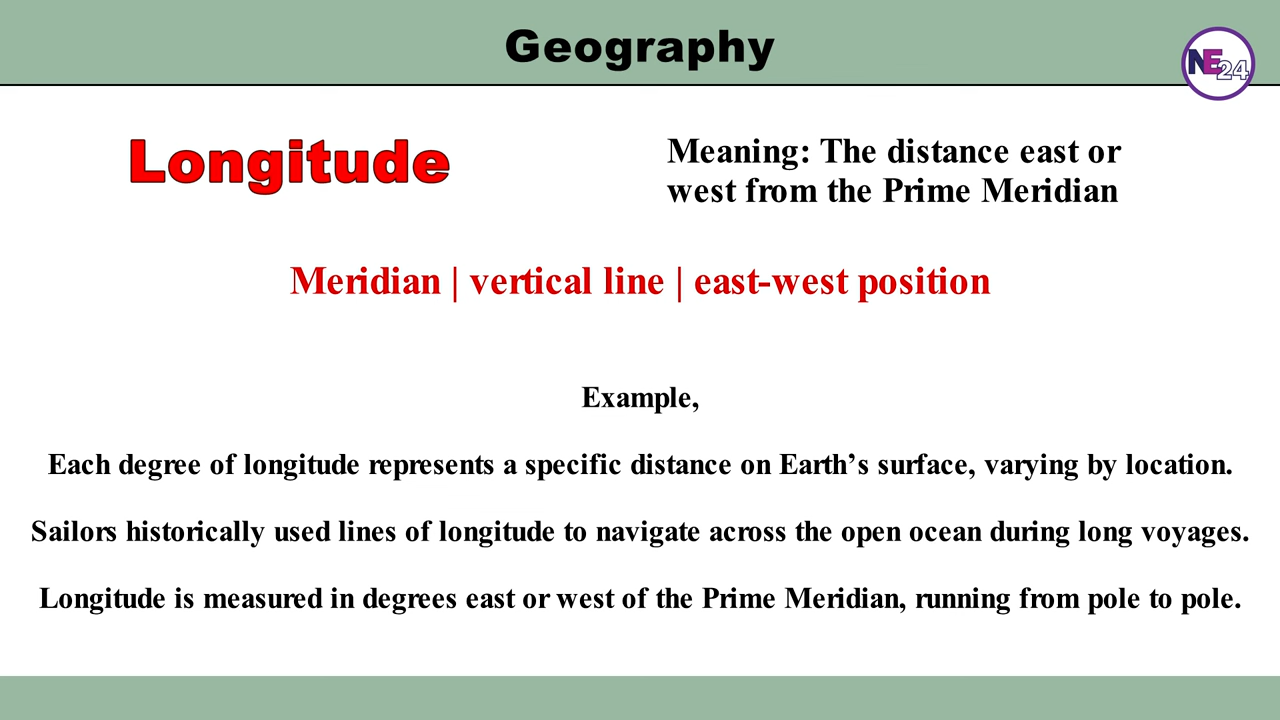 Geography
NE24
Longitude
Meaning: The distance east or
west from the Prime Meridian
Meridian | vertical line | east-west position
Example,
Each degree of longitude represents a specific distance on Earth’s surface, varying by location.
Sailors historically used lines of longitude to navigate across the open ocean during long voyages.
Longitude is measured in degrees east or west of the Prime Meridian, running from pole to pole.